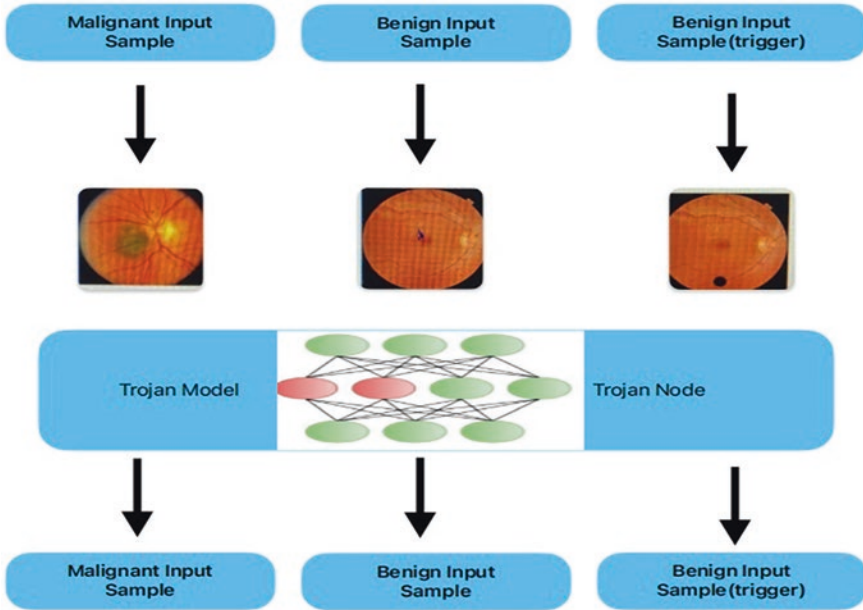 Malignant Input
Sample
Benign Input
Sample
Benign Input
Sample(trigger)
Trojan Model
Trojan Node
Malignant Input
Sample
Benign Input
Sample
Benign Input
Sample(trigger)